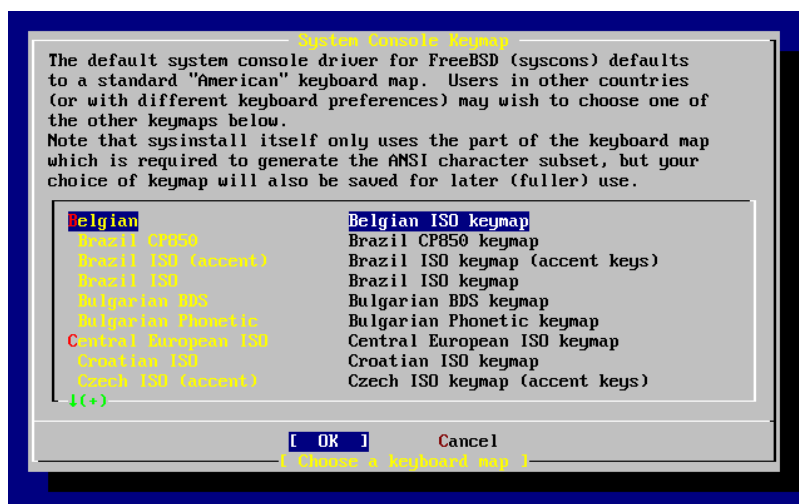 System Console Keymap
The default system console driver for FreeBSD (syscons) defaults
to a standard "American" keyboard map.  Users in other countries
(or with different keyboard preferences) may wish to choose one of
the other keymaps below.
Note that sysinstall itself only uses the part of the keyboard map
which is required to generate the ANSI character subset, but your
choice of keymap will also be saved for later (fuller) use.
Belgian Belgian ISO keymap
Brazil CP850 Brazil CP850 keymap
Brazil ISO (accent) Brazil ISO keymap (accent keys)
Brazil ISO Brazil ISO keymap
Bulgarian BDS Bulgarian BDS keymap
Bulgarian Phonetic Bulgarian Phonetic keymap
Central European ISO Central European ISO keymap
Croatian ISO Croatian ISO keymap
Czech ISO (accent) Czech ISO keymap (accent keys)
↓(+)
[ OK ] Cancel
[ Choose a keyboard map ]